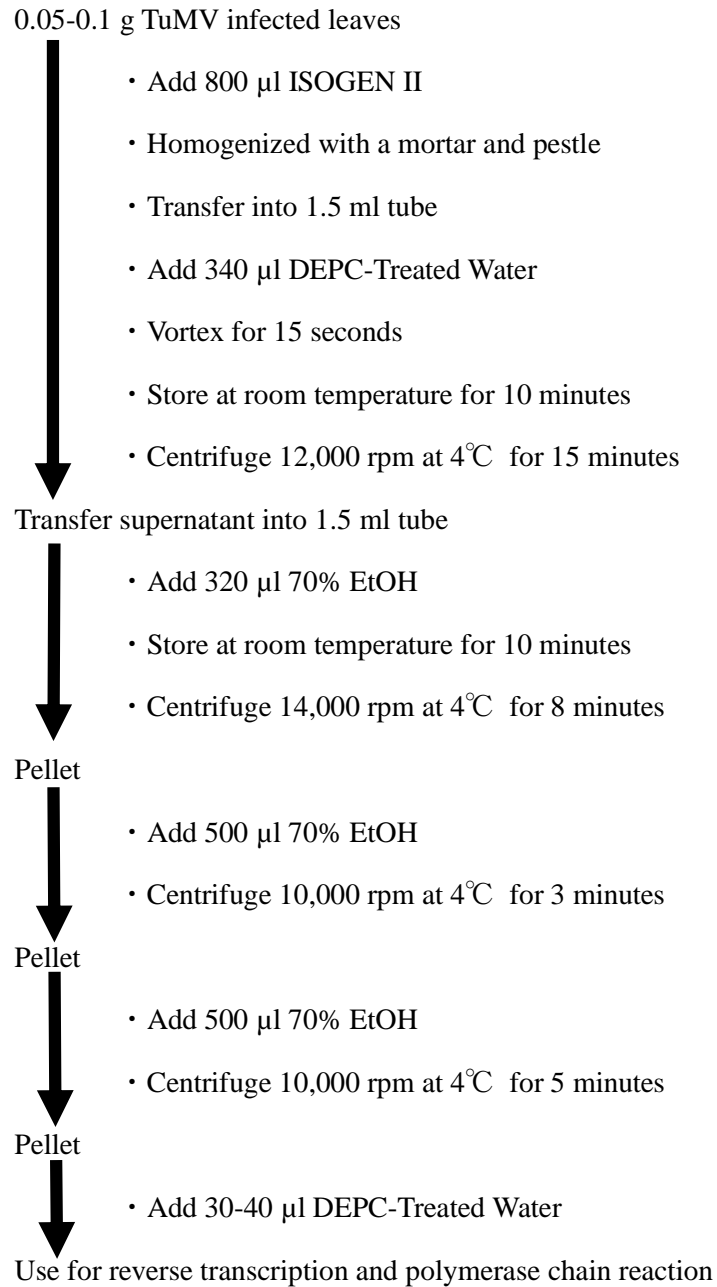 0.05-0.1 g TuMV infected leaves
・Add 800 µl ISOGEN II
・Homogenized with a mortar and pestle
・Transfer into 1.5 ml tube
・Add 340 µl DEPC-Treated Water
・Vortex for 15 seconds
・Store at room temperature for 10 minutes
・Centrifuge 12,000 rpm at 4℃ for 15 minutes
Transfer supernatant into 1.5 ml tube
・Add 320 µl 70% EtOH
・Store at room temperature for 10 minutes
・Centrifuge 14,000 rpm at 4℃ for 8 minutes
Pellet
・Add 500 µl 70% EtOH
・Centrifuge 10,000 rpm at 4℃ for 3 minutes
Pellet
・Add 500 µl 70% EtOH
・Centrifuge 10,000 rpm at 4℃ for 5 minutes
Pellet
・Add 30-40 µl DEPC-Treated Water
Use for reverse transcription and polymerase chain reaction